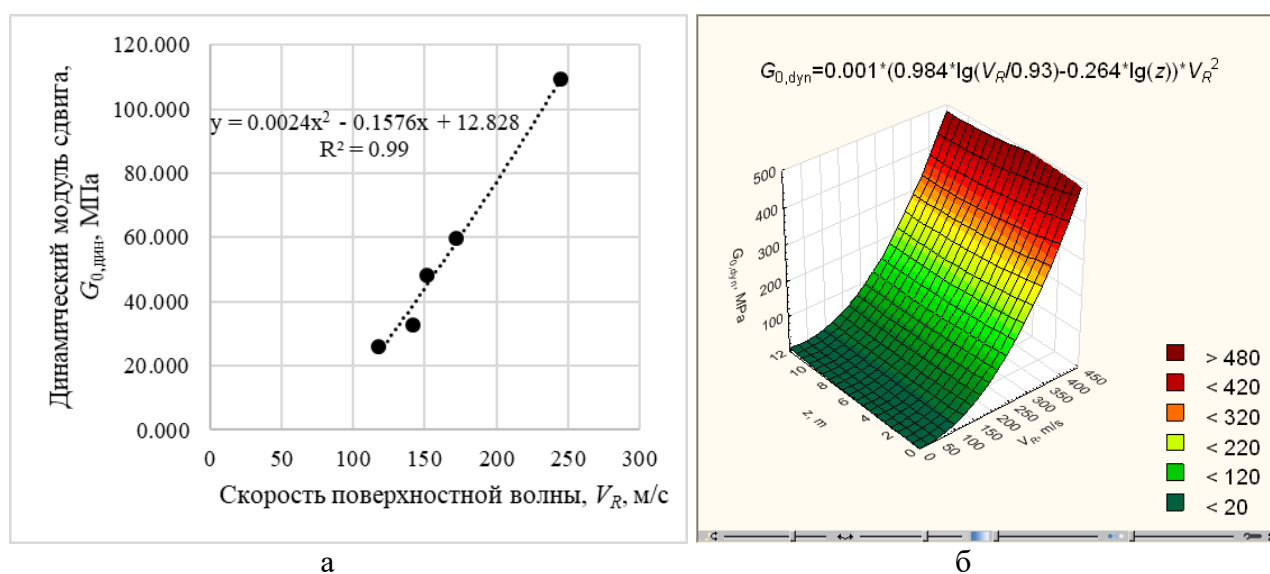 120.000
100.000
80.000
60.000
40.000
20.000
0.000
0 50 100 150 200 250 300
Динамический модуль сдвига,
G0,дин, МПа
y = 0.0024x² - 0.1576x + 12.828
R² = 0.99
Скорость поверхностной волны, VR, м/с
а
G0,dyn=0.001*(0.984*lg(VR/0.93)-0.264*lg(z))*VR²
500
400
300
200
100
G0,dyn, MPa
12 10 8 6 4 2 0
z, m
0 50 100 150 200 250 300 350 400 450
VR, m/s
> 480
< 420
< 320
< 220
< 120
< 20
б